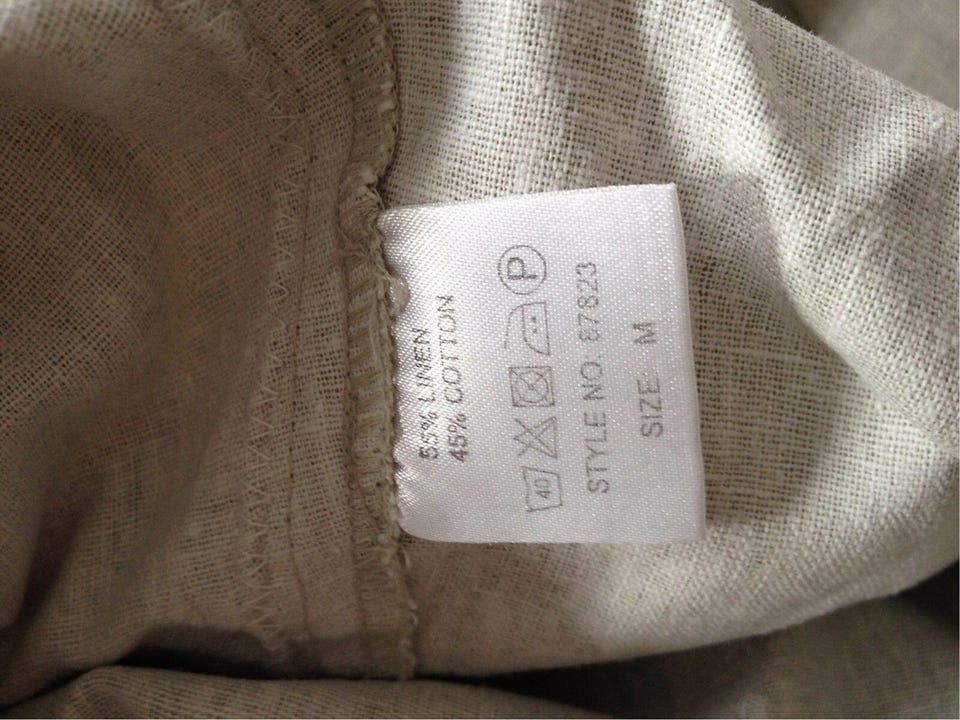 55% LINEN
45% COTTON
40 P
STYLE NO. 87823
SIZE M